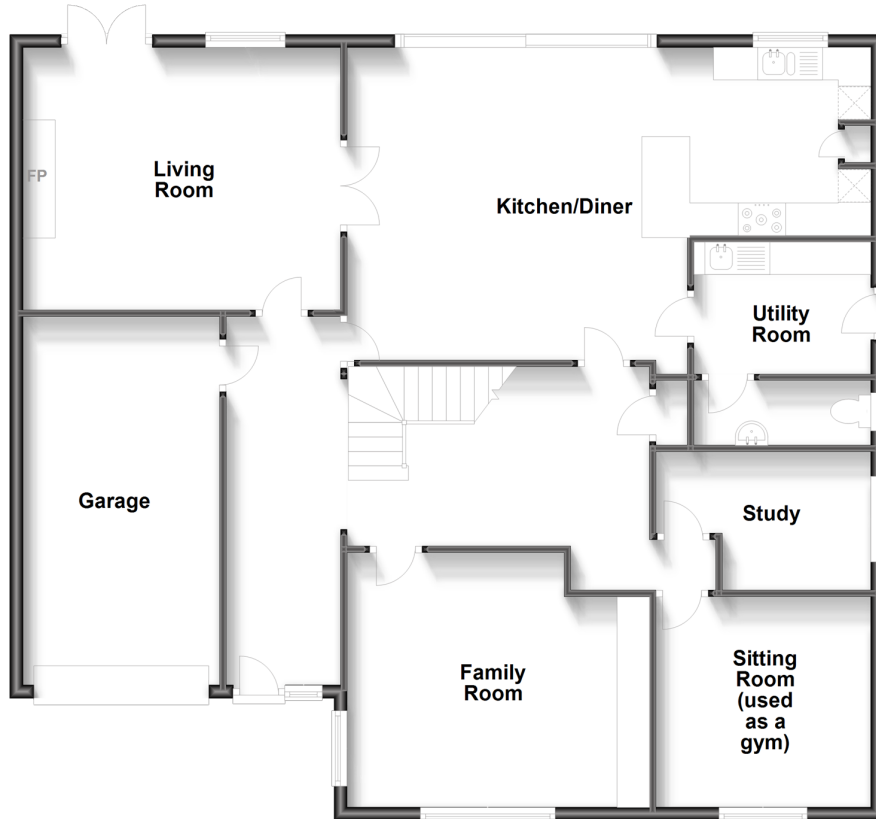 Living
Room
FP
Kitchen/Diner
Utility
Room
Garage
Study
Family
Room
Sitting
Room
(used
as a
gym)